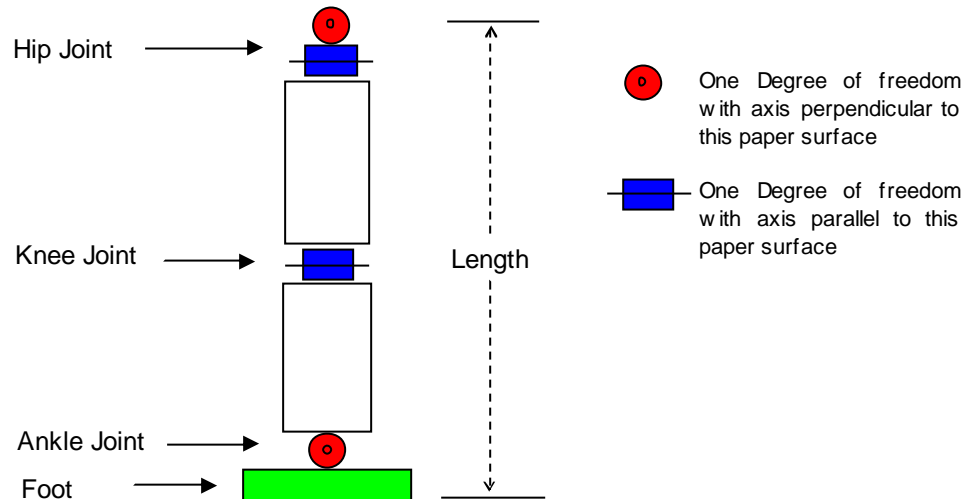 Hip Joint
Knee Joint
Ankle Joint
Foot
Length
One Degree of freedom
with axis perpendicular to
this paper surface
One Degree of freedom
with axis parallel to this
paper surface